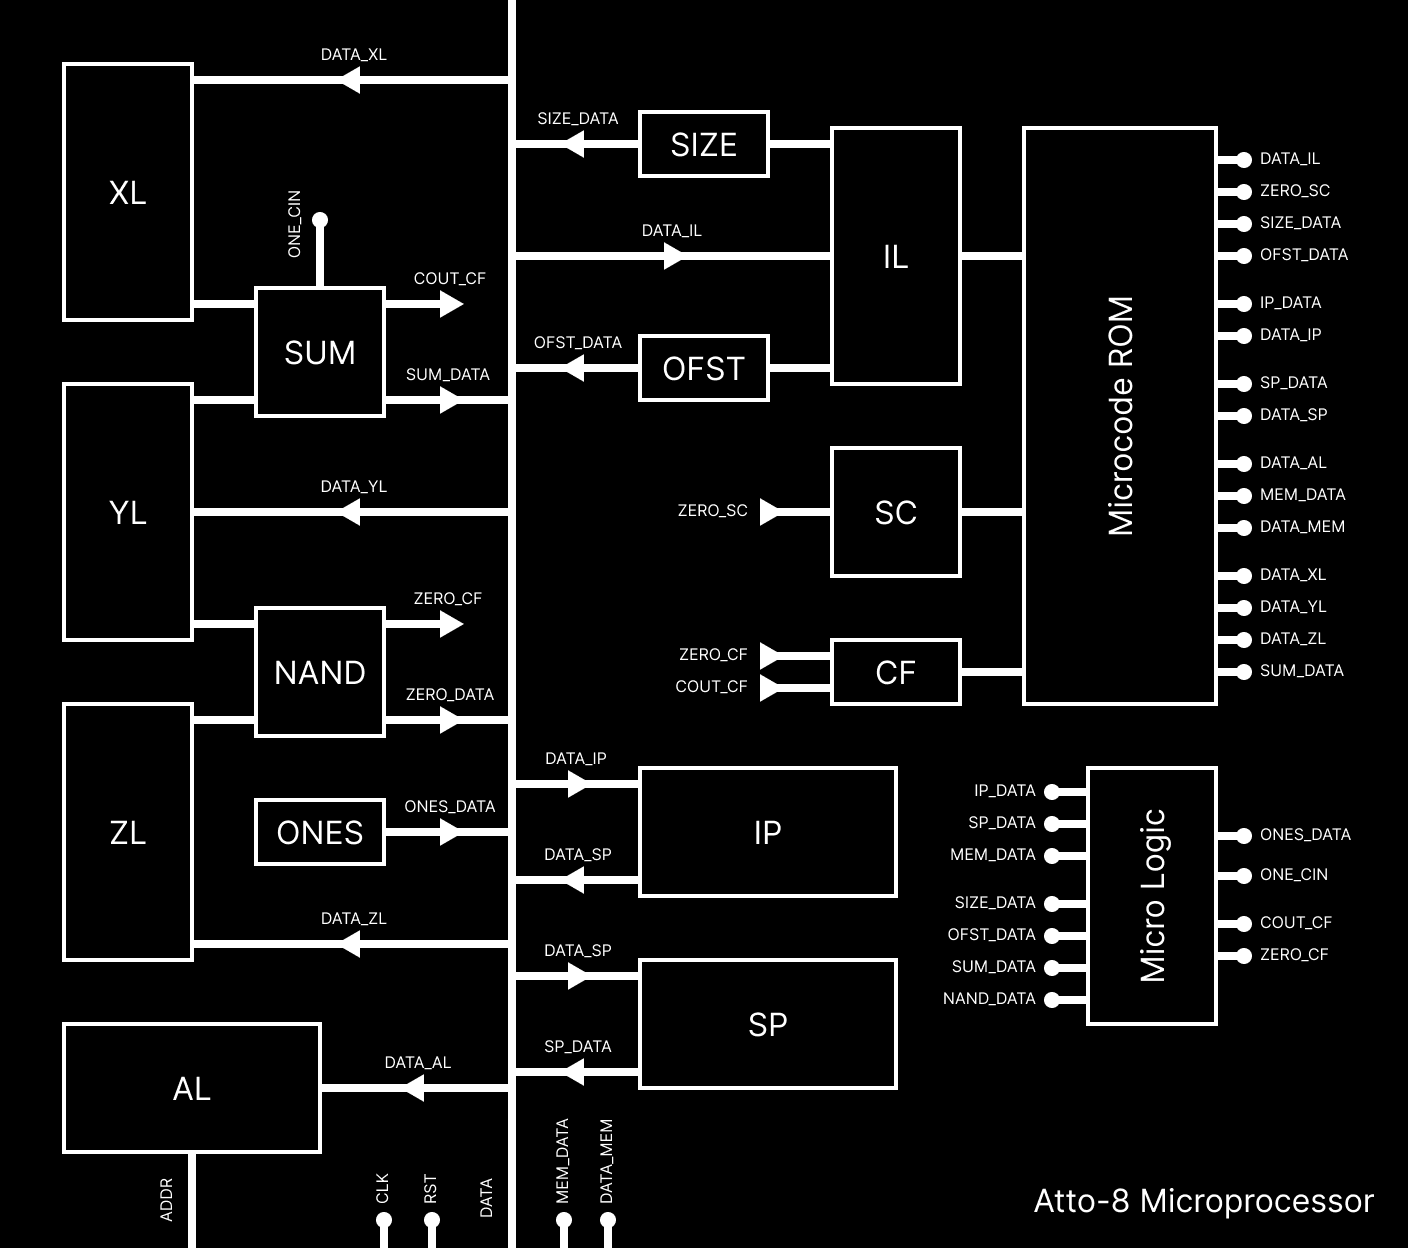 DATA_XL
XL
ONE_CIN
COUT_CF
SUM
SUM_DATA
YL
DATA_YL
ZERO_CF
NAND
ZERO_DATA
ZL
ONES
ONES_DATA
DATA_ZL
AL
DATA_AL
ADDR
CLK
RST
DATA
MEM_DATA
DATA_MEM
SIZE_DATA
SIZE
DATA_IL
IL
OFST_DATA
OFST
ZERO_SC
SC
ZERO_CF
COUT_CF
CF
Microcode ROM
DATA_IL
ZERO_SC
SIZE_DATA
OFST_DATA
IP_DATA
DATA_IP
SP_DATA
DATA_SP
DATA_AL
MEM_DATA
DATA_MEM
DATA_XL
DATA_YL
DATA_ZL
SUM_DATA
DATA_IP
IP
DATA_SP
DATA_SP
SP
SP_DATA
IP_DATA
SP_DATA
MEM_DATA
SIZE_DATA
OFST_DATA
SUM_DATA
NAND_DATA
Micro Logic
ONES_DATA
ONE_CIN
COUT_CF
ZERO_CF
Atto-8 Microprocessor